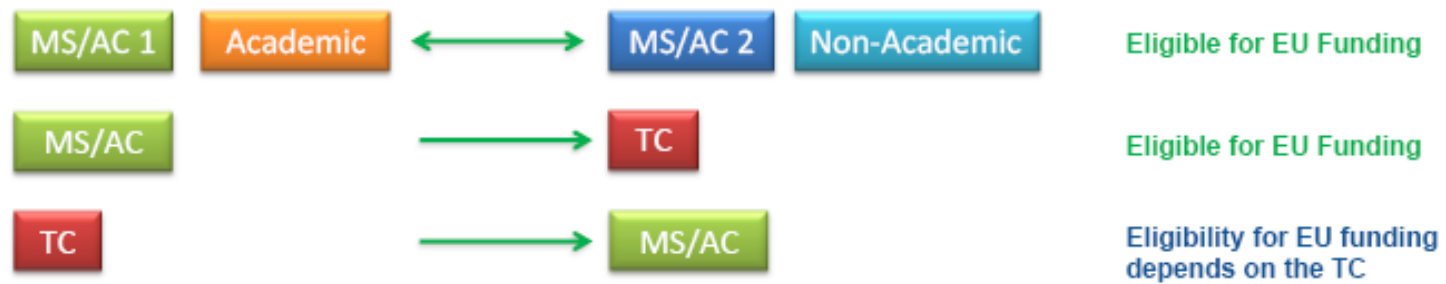 MS/AC 1 Academic MS/AC 2 Non-Academic Eligible for EU Funding
MS/AC TC Eligible for EU Funding
TC MS/AC Eligibility for EU funding
depends on the TC